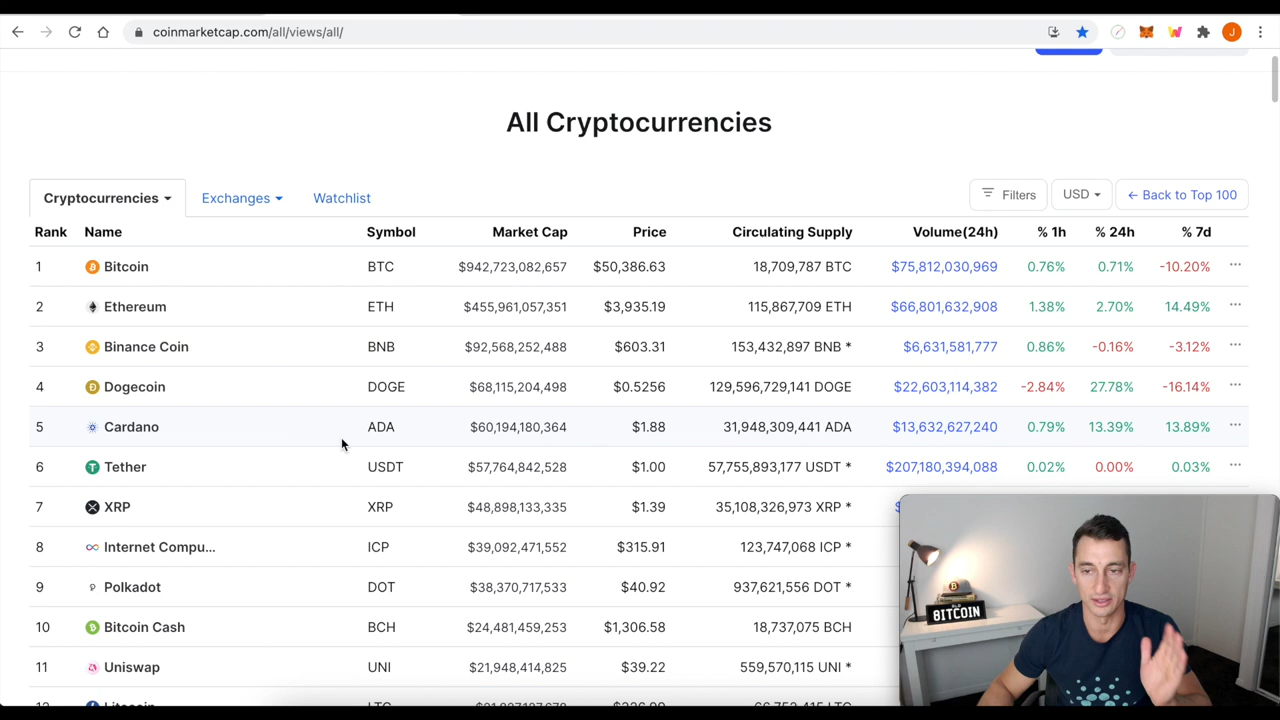 coinmarketcap.com/all/views/all/
J
All Cryptocurrencies
Cryptocurrencies Exchanges Watchlist Filters USD ← Back to Top 100
Rank Name Symbol Market Cap Price Circulating Supply Volume(24h) % 1h % 24h % 7d
1 Bitcoin BTC $942,723,082,657 $50,386.63 18,709,787 BTC $75,812,030,969 0.76% 0.71% -10.20% ...
2 Ethereum ETH $455,961,057,351 $3,935.19 115,867,709 ETH $66,801,632,908 1.38% 2.70% 14.49% ...
3 Binance Coin BNB $92,568,252,488 $603.31 153,432,897 BNB * $6,631,581,777 0.86% -0.16% -3.12% ...
4 Dogecoin DOGE $68,115,204,498 $0.5256 129,596,729,141 DOGE $22,603,114,382 -2.84% 27.78% -16.14% ...
5 Cardano ADA $60,194,180,364 $1.88 31,948,309,441 ADA $13,632,627,240 0.79% 13.39% 13.89% ...
6 Tether USDT $57,764,842,528 $1.00 57,755,893,177 USDT * $207,180,394,088 0.02% 0.00% 0.03% ...
7 XRP XRP $48,898,133,335 $1.39 35,108,326,973 XRP *
8 Internet Compu... ICP $39,092,471,552 $315.91 123,747,068 ICP *
9 Polkadot DOT $38,370,717,533 $40.92 937,621,556 DOT *
10 Bitcoin Cash BCH $24,481,459,253 $1,306.58 18,737,075 BCH
11 Uniswap UNI $21,948,414,825 $39.22 559,570,115 UNI *
BITCOIN